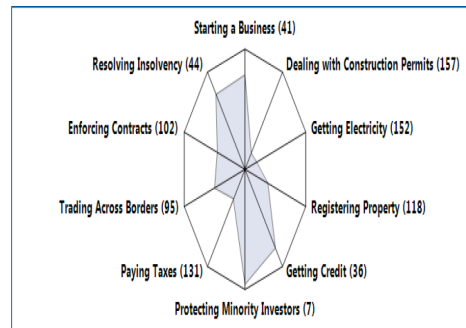 Starting a Business (41)
Resolving Insolvency (44)
Dealing with Construction Permits (157)
Enforcing Contracts (102)
Getting Electricity (152)
Trading Across Borders (95)
Registering Property (118)
Paying Taxes (131)
Getting Credit (36)
Protecting Minority Investors (7)